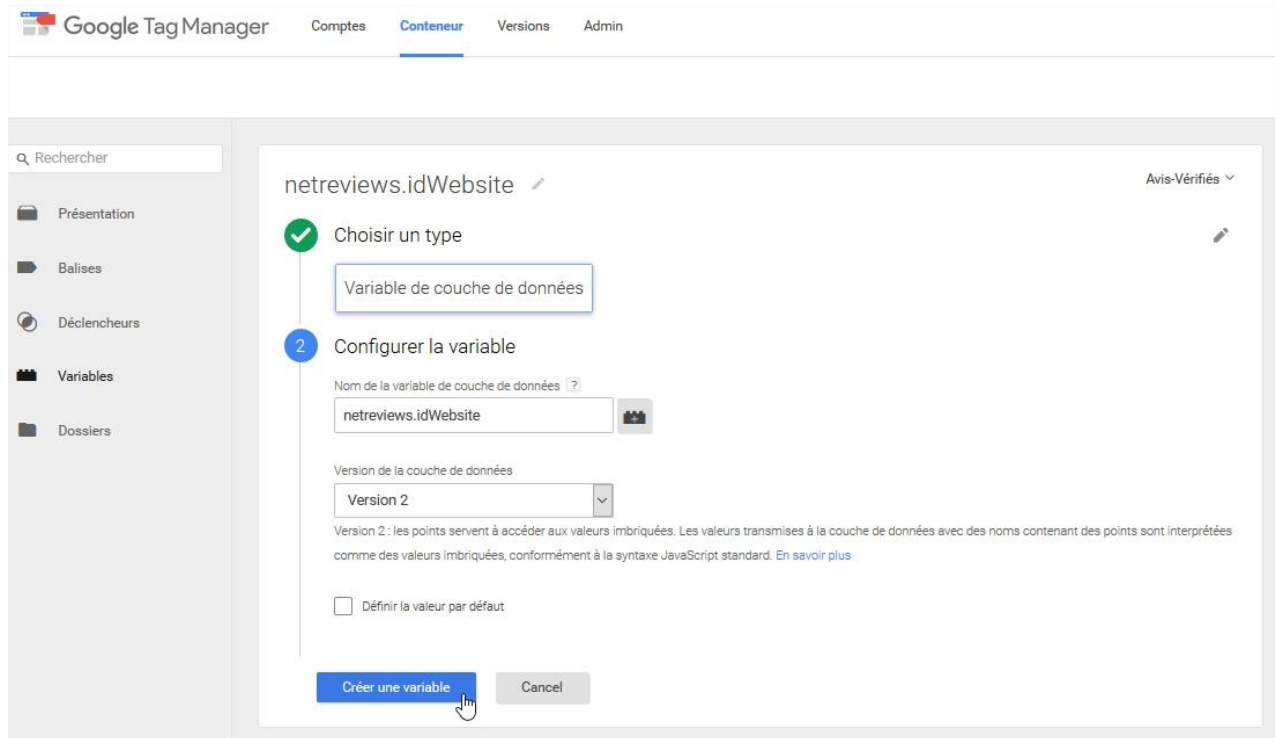 Google Tag Manager Comptes Conteneur Versions Admin
Rechercher
netreviews.idWebsite
Avis-Vérifiés
Présentation
Choisir un type
Balises
Variable de couche de données
Déclencheurs
2 Configurer la variable
Variables
Nom de la variable de couche de données ?
netreviews.idWebsite
Dossiers
Version de la couche de données
Version 2
Version 2 : les points servent à accéder aux valeurs imbriquées. Les valeurs transmises à la couche de données avec des noms contenant des points sont interprétées
comme des valeurs imbriquées, conformément à la syntaxe JavaScript standard. En savoir plus
Définir la valeur par défaut
Créer une variable Cancel